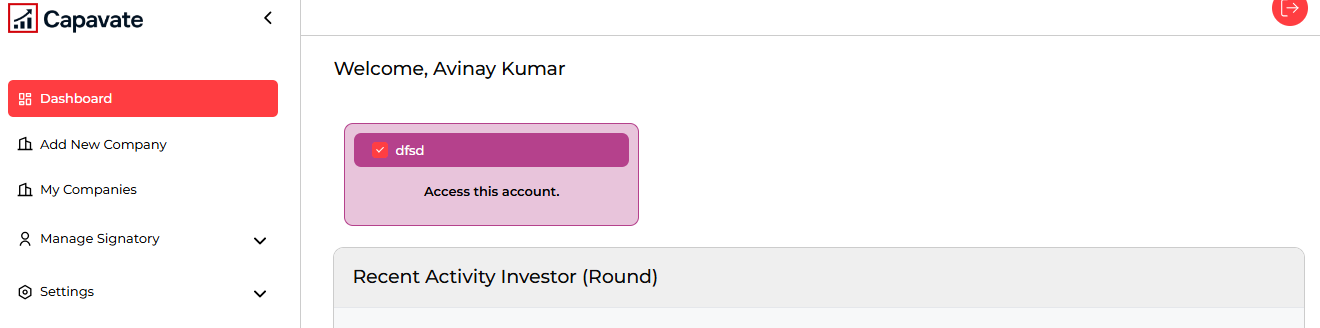 Capavate
Dashboard
Add New Company
My Companies
Manage Signatory
Settings
Welcome, Avinay Kumar
dfsd
Access this account.
Recent Activity Investor (Round)